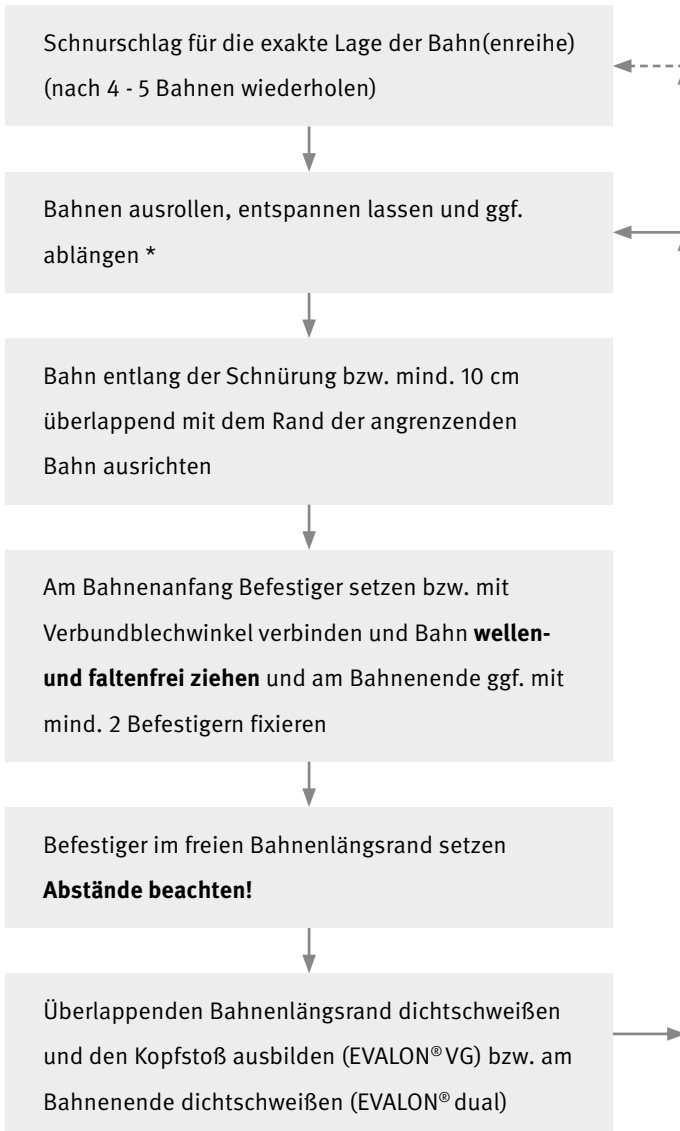 Schnurschlag für die exakte Lage der Bahn(enreihe)
(nach 4 - 5 Bahnen wiederholen)
Bahnen ausrollen, entspannen lassen und ggf.
ablängen *
Bahn entlang der Schnürung bzw. mind. 10 cm
überlappend mit dem Rand der angrenzenden
Bahn ausrichten
Am Bahnenanfang Befestiger setzen bzw. mit
Verbundblechwinkel verbinden und Bahn wellen-
und faltenfrei ziehen und am Bahnenende ggf. mit
mind. 2 Befestigern fixieren
Befestiger im freien Bahnenlängsrand setzen
Abstände beachten!
Überlappenden Bahnenlängsrand dichtschweißen
und den Kopfstoß ausbilden (EVALON® VG) bzw. am
Bahnenende dichtschweißen (EVALON® dual)